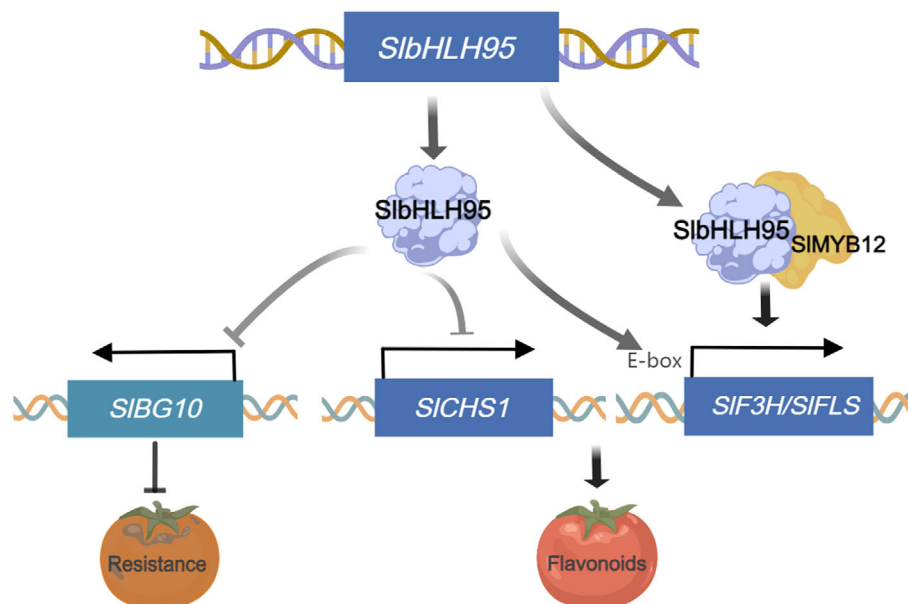 SlbHLH95
SlbHLH95
SlbHLH95
SlMYB12
E-box
SlBG10
SlCHS1
SlF3H/SlFLS
Resistance
Flavonoids